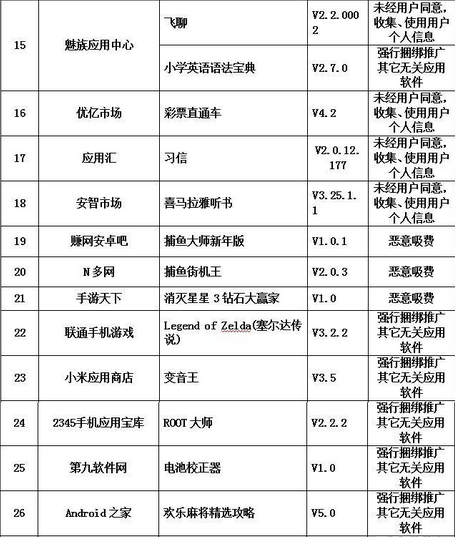 15
魅族应用中心
飞聊
V2.2.000
2
未经用户同意,
收集、使用用户
个人信息
小学英语语法宝典
V2.7.0
强行捆绑推广
其它无关应用
软件
16
优亿市场
彩票直通车
V4.2
未经用户同意,
收集、使用用户
个人信息
17
应用汇
习信
V2.0.12.
177
未经用户同意,
收集、使用用户
个人信息
18
安智市场
喜马拉雅听书
V3.25.1.
1
未经用户同意,
收集、使用用户
个人信息
19
赚网安卓吧
捕鱼大师新年版
V1.0.1
恶意吸费
20
N多网
捕鱼街机王
V2.0.3
恶意吸费
21
手游天下
消灭星星3钻石大赢家
V1.0
恶意吸费
22
联通手机游戏
Legend of Zelda(塞尔达传
说)
V3.2.2
强行捆绑推广
其它无关应用
软件
23
小米应用商店
变音王
V3.5
强行捆绑推广
其它无关应用
软件
24
2345手机应用宝库
ROOT大师
V2.2.2
强行捆绑推广
其它无关应用
软件
25
第九软件网
电池校正器
V1.0
强行捆绑推广
其它无关应用
软件
26
Android之家
欢乐麻将精选攻略
V5.0
强行捆绑推广
其它无关应用
软件